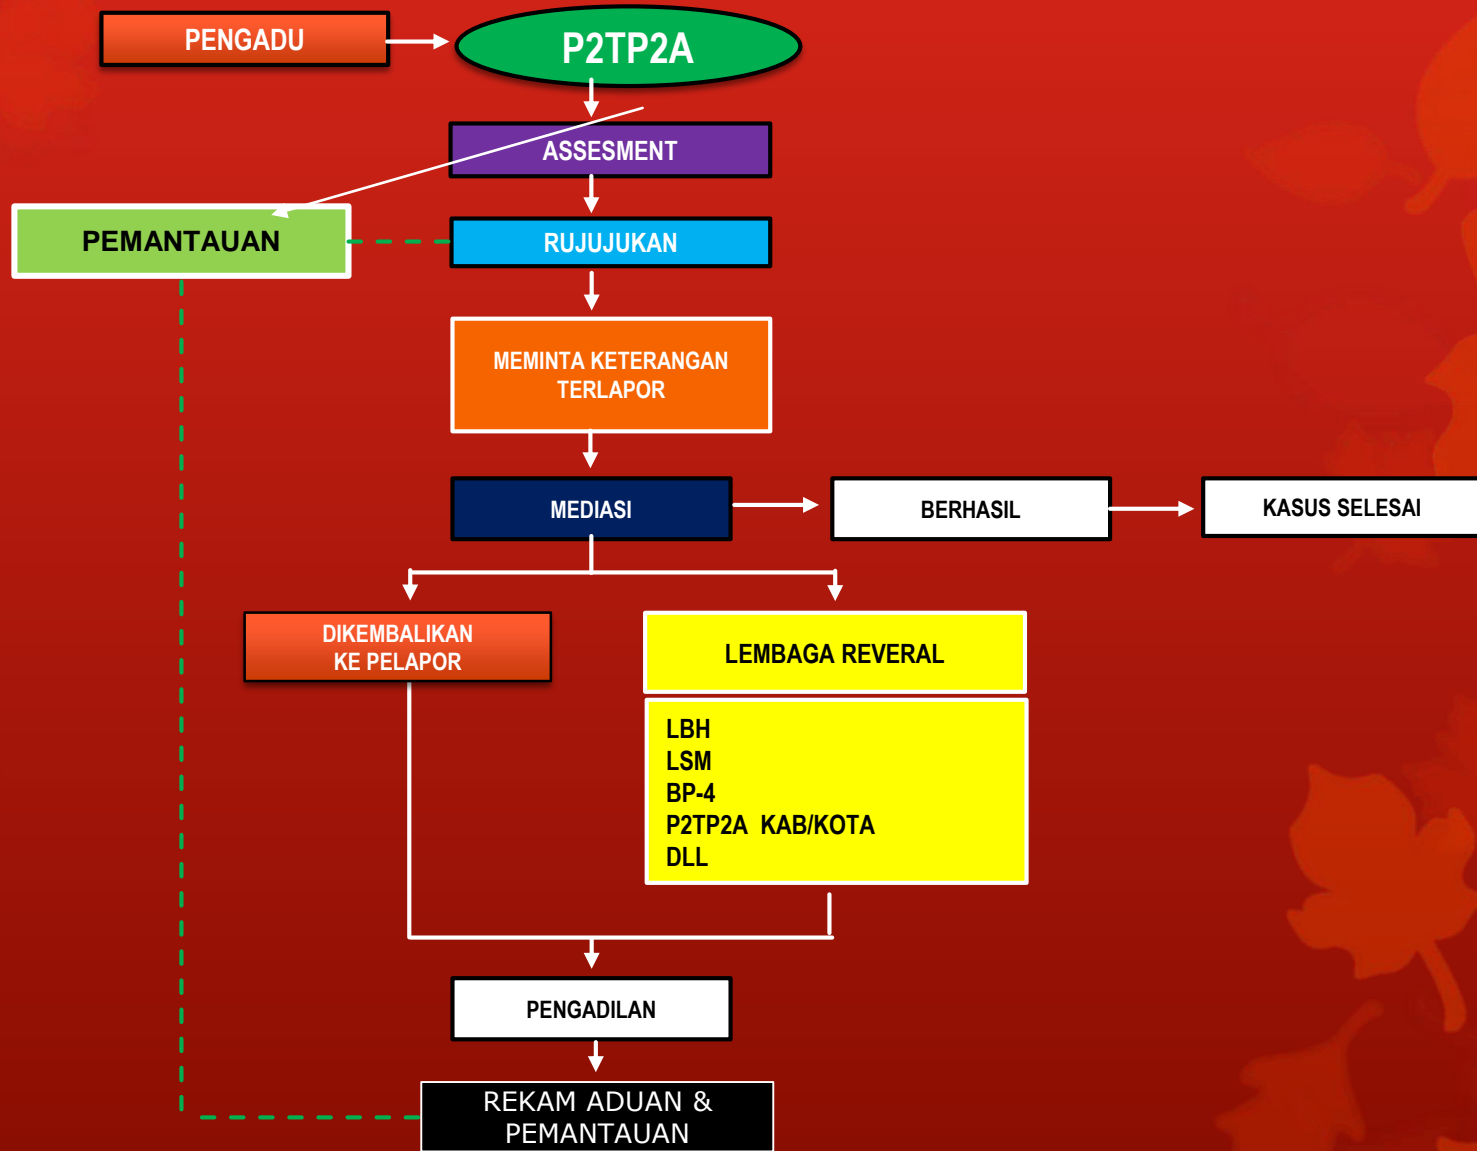 PENGADU
P2TP2A
ASSESMENT
PEMANTAUAN
RUJUJUKAN
MEMINTA KETERANGAN
TERLAPOR
MEDIASI
BERHASIL
KASUS SELESAI
DIKEMBALIKAN
KE PELAPOR
LEMBAGA REVERAL
LBH
LSM
BP-4
P2TP2A KAB/KOTA
DLL
PENGADILAN
REKAM ADUAN &
PEMANTAUAN